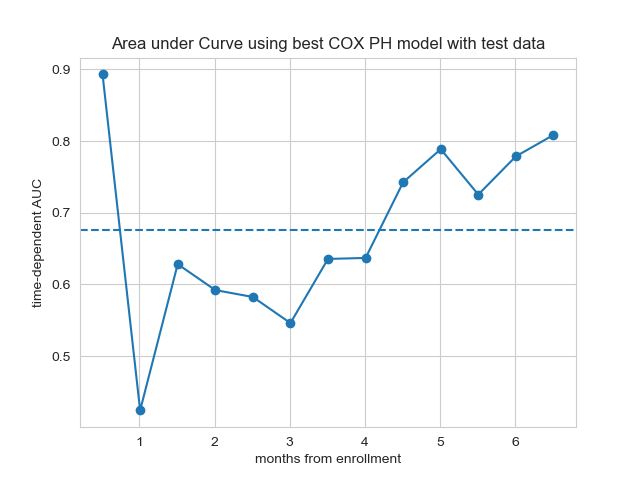 Area under Curve using best COX PH model with test data
0.9
0.8
0.7
0.6
0.5
time-dependent AUC
1 2 3 4 5 6
months from enrollment